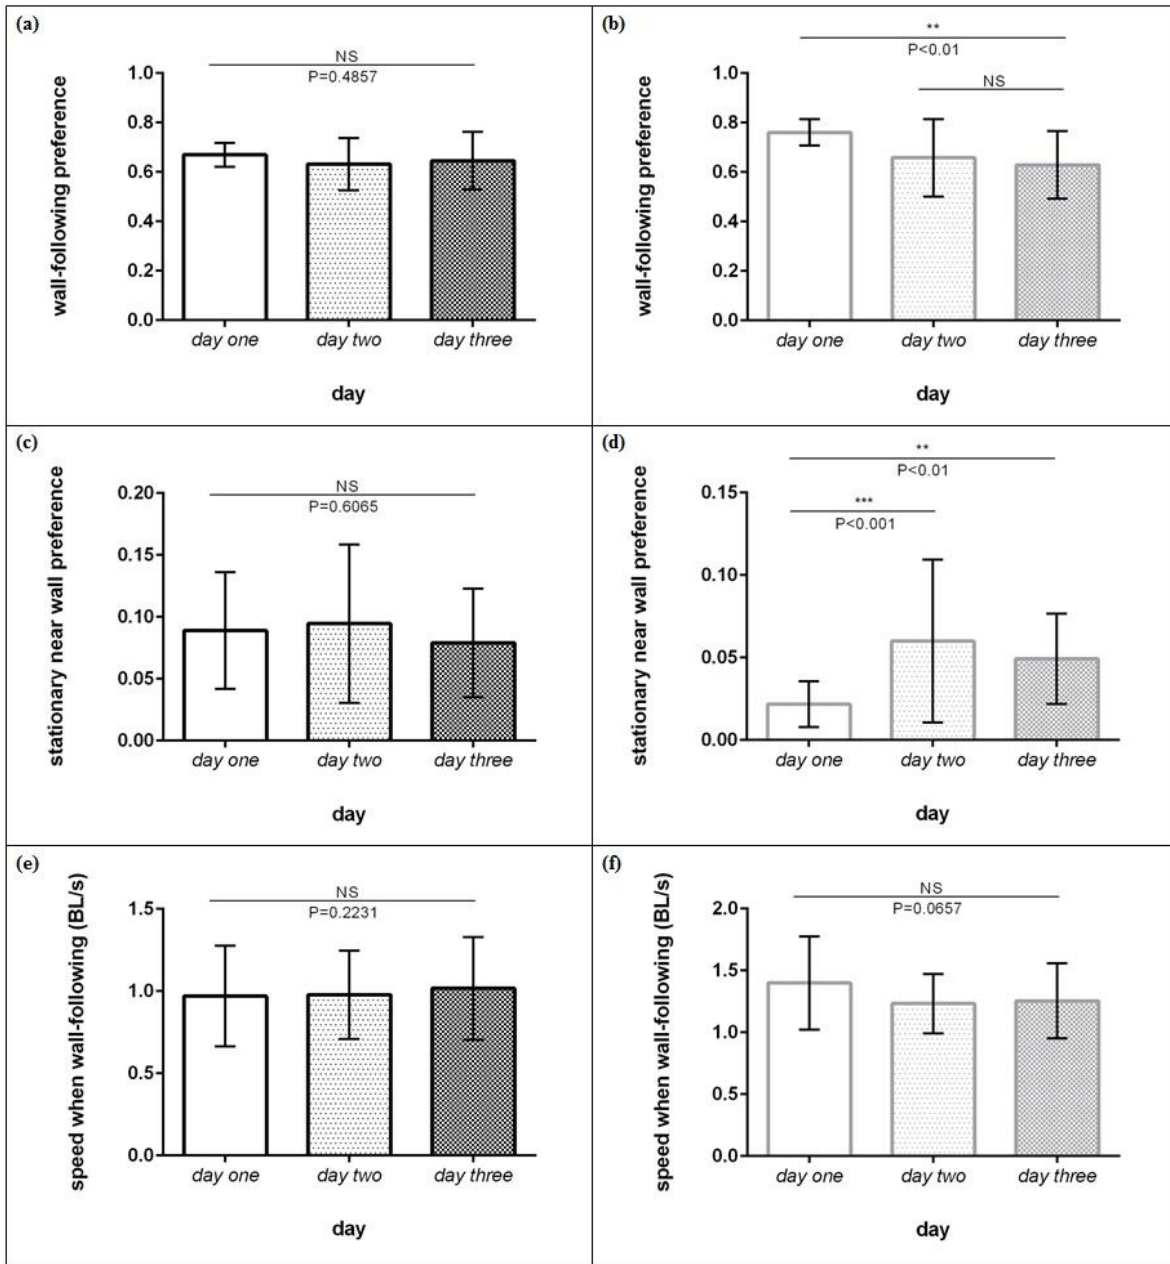 (a)
NS
P=0.4857
wall-following preference
1.0
0.8
0.6
0.4
0.2
0.0
day one
day two
day three
day
(b)
**
P<0.01
NS
wall-following preference
1.0
0.8
0.6
0.4
0.2
0.0
day one
day two
day three
day
(c)
NS
P=0.6065
stationary near wall preference
0.20
0.15
0.10
0.05
0.00
day one
day two
day three
day
(d)
**
P<0.01
***
P<0.001
stationary near wall preference
0.15
0.10
0.05
0.00
day one
day two
day three
day
(e)
NS
P=0.2231
speed when wall-following (BL/s)
1.5
1.0
0.5
0.0
day one
day two
day three
day
(f)
NS
P=0.0657
speed when wall-following (BL/s)
2.0
1.5
1.0
0.5
0.0
day one
day two
day three
day